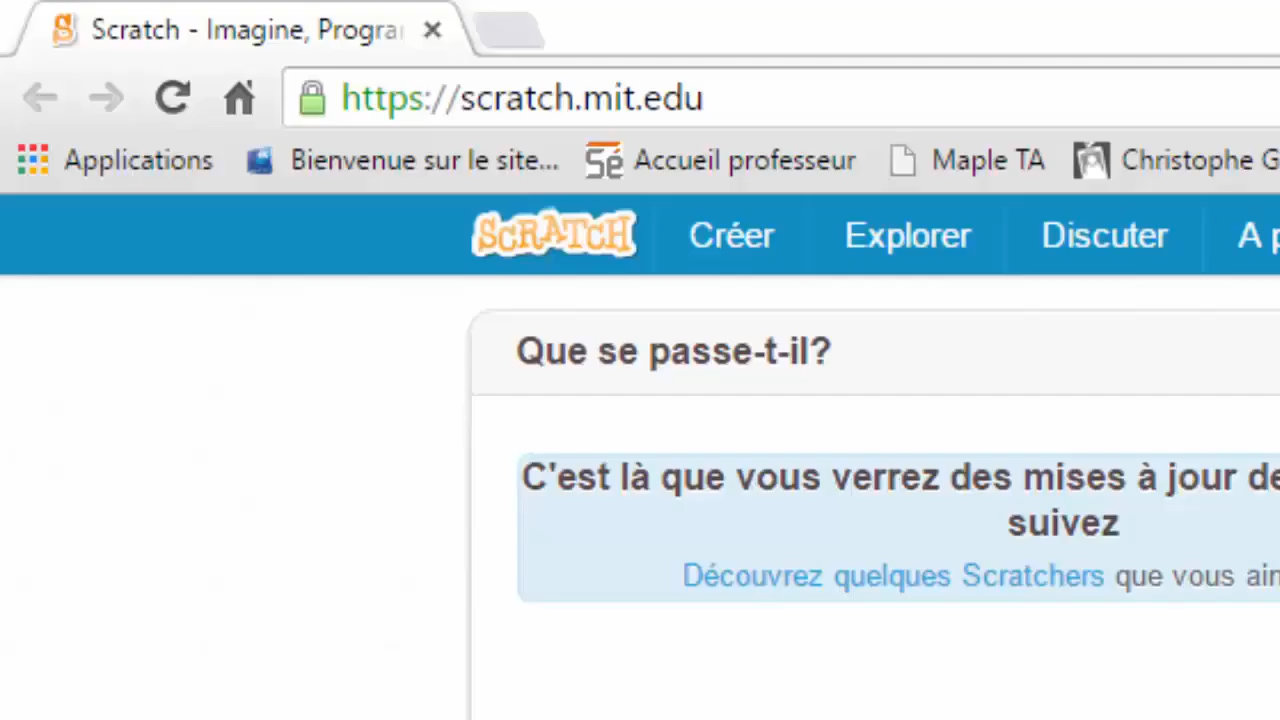 Scratch - Imagine, Progra
https://scratch.mit.edu
Applications Bienvenue sur le site... Sé Accueil professeur Maple TA Christophe G
SCRATCH Créer Explorer Discuter A p
Que se passe-t-il?
C'est là que vous verrez des mises à jour de
suivez
Découvrez quelques Scratchers que vous aim